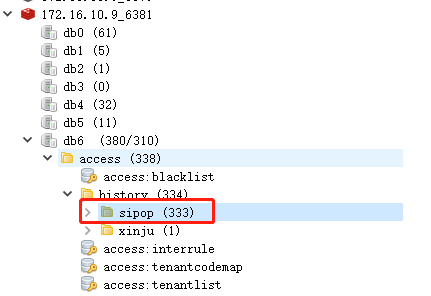 172.16.10.9_6381
db0 (61)
db1 (5)
db2 (1)
db3 (0)
db4 (32)
db5 (11)
db6 (380/310)
access (338)
access:blacklist
history (334)
sipop (333)
xinju (1)
access:interrule
access:tenantcodemap
access:tenantlist